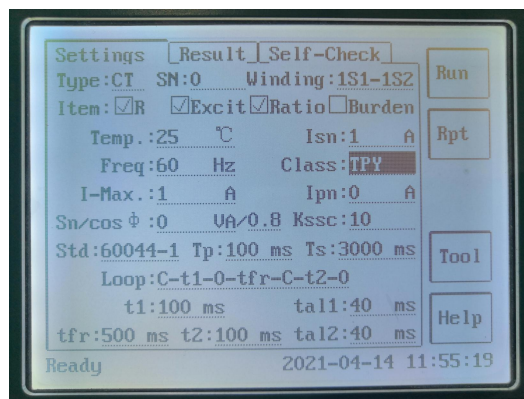 Settings Result Self-Check
Type:CT SN:0 Winding:1S1-1S2
Run
Item: R Excit Ratio Burden
Temp.:25 ℃ Isn:1 A
Rpt
Freq:60 Hz Class:TPY
I-Max.:1 A Ipn:0 A
Sn/cosΦ:0 VA/0.8 Kssc:10
Std:60044-1 Tp:100 ms Ts:3000 ms
Tool
Loop:C-t1-0-tfr-C-t2-0
t1:100 ms tal1:40 ms
Help
tfr:500 ms t2:100 ms tal2:40 ms
Ready 2021-04-14 11:55:19